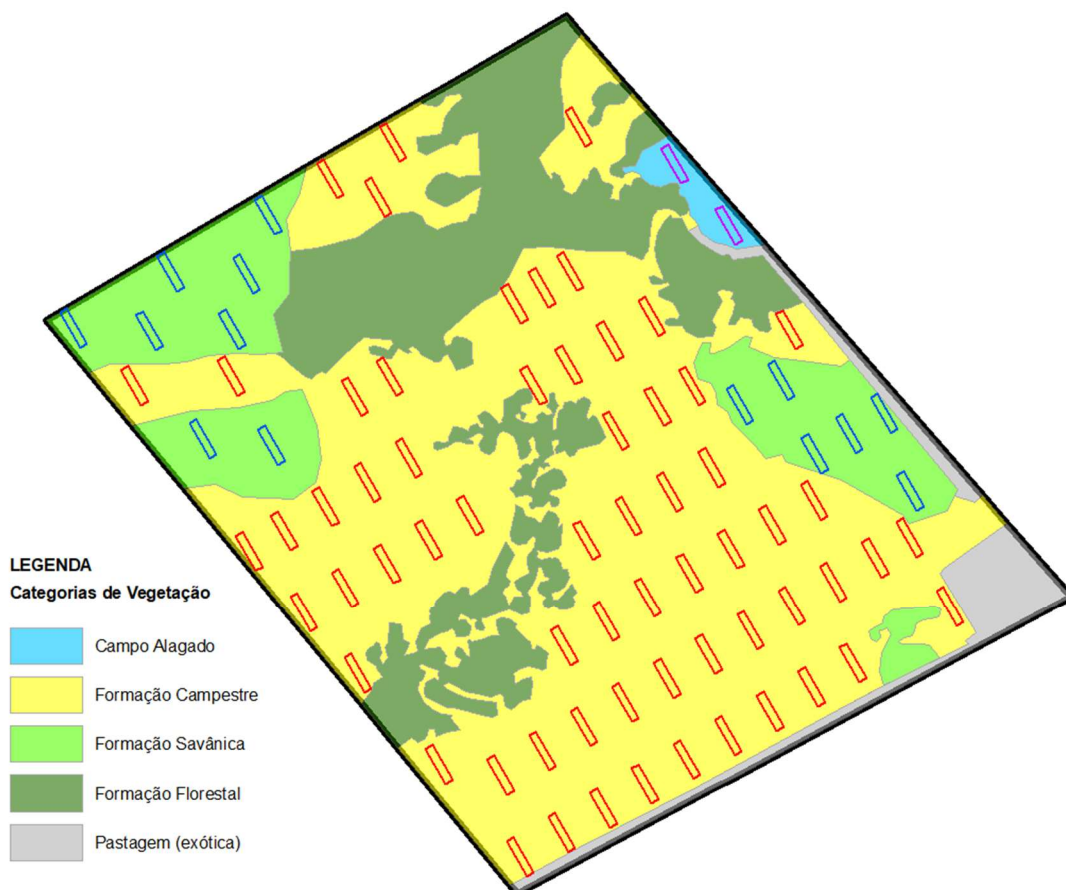 LEGENDA
Categorias de Vegetação
Campo Alagado
Formação Campestre
Formação Savânica
Formação Florestal
Pastagem (exótica)